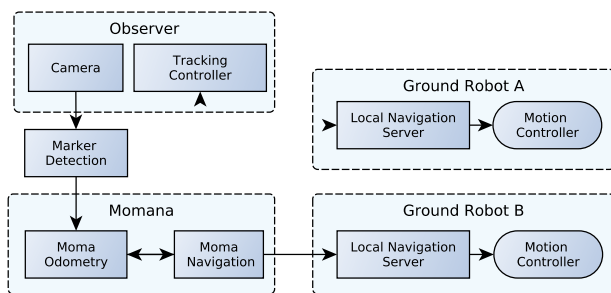 Observer
Camera
Tracking
Controller
Marker
Detection
Momana
Moma
Odometry
Moma
Navigation
Ground Robot A
Local Navigation
Server
Motion
Controller
Ground Robot B
Local Navigation
Server
Motion
Controller